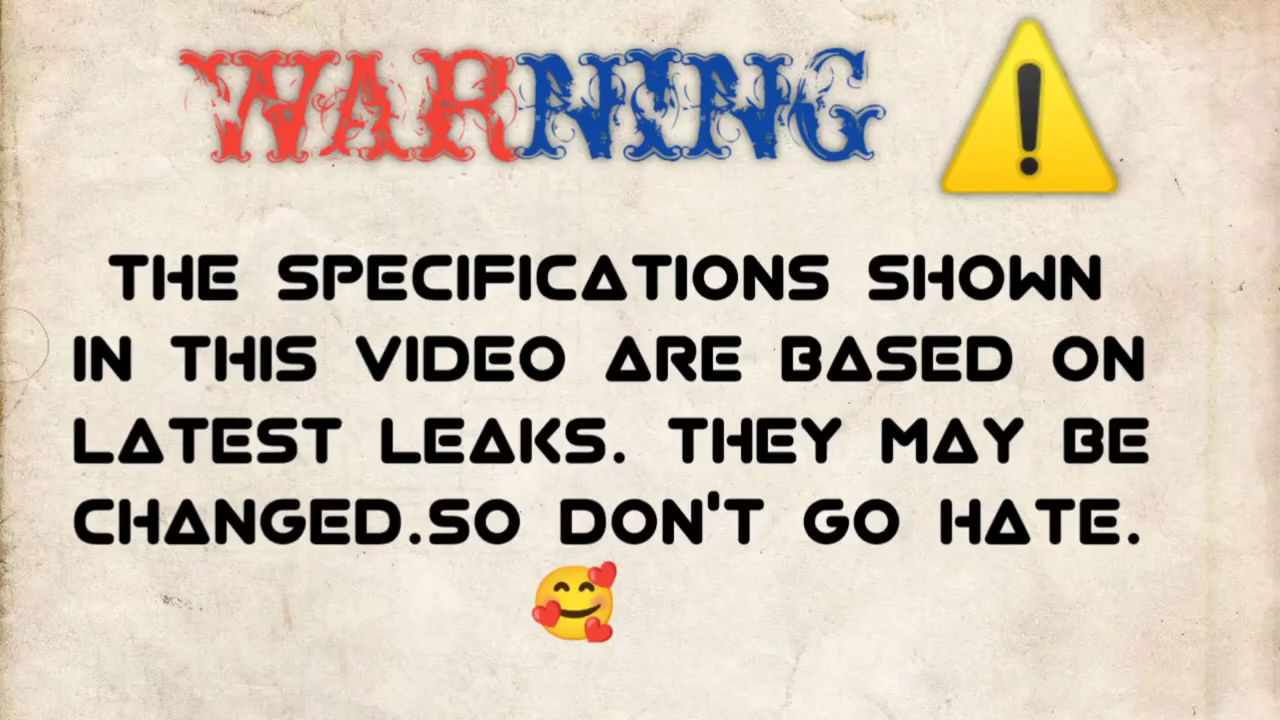 WARNING ⚠️
THE SPECIFICATIONS SHOWN
IN THIS VIDEO ARE BASED ON
LATEST LEAKS. THEY MAY BE
CHANGED.SO DON'T GO HATE.
🥰